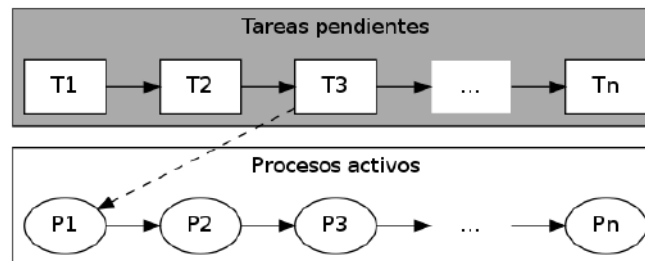 Tareas pendientes
T1 T2 T3 ... Tn
Procesos activos
P1 P2 P3 ... Pn